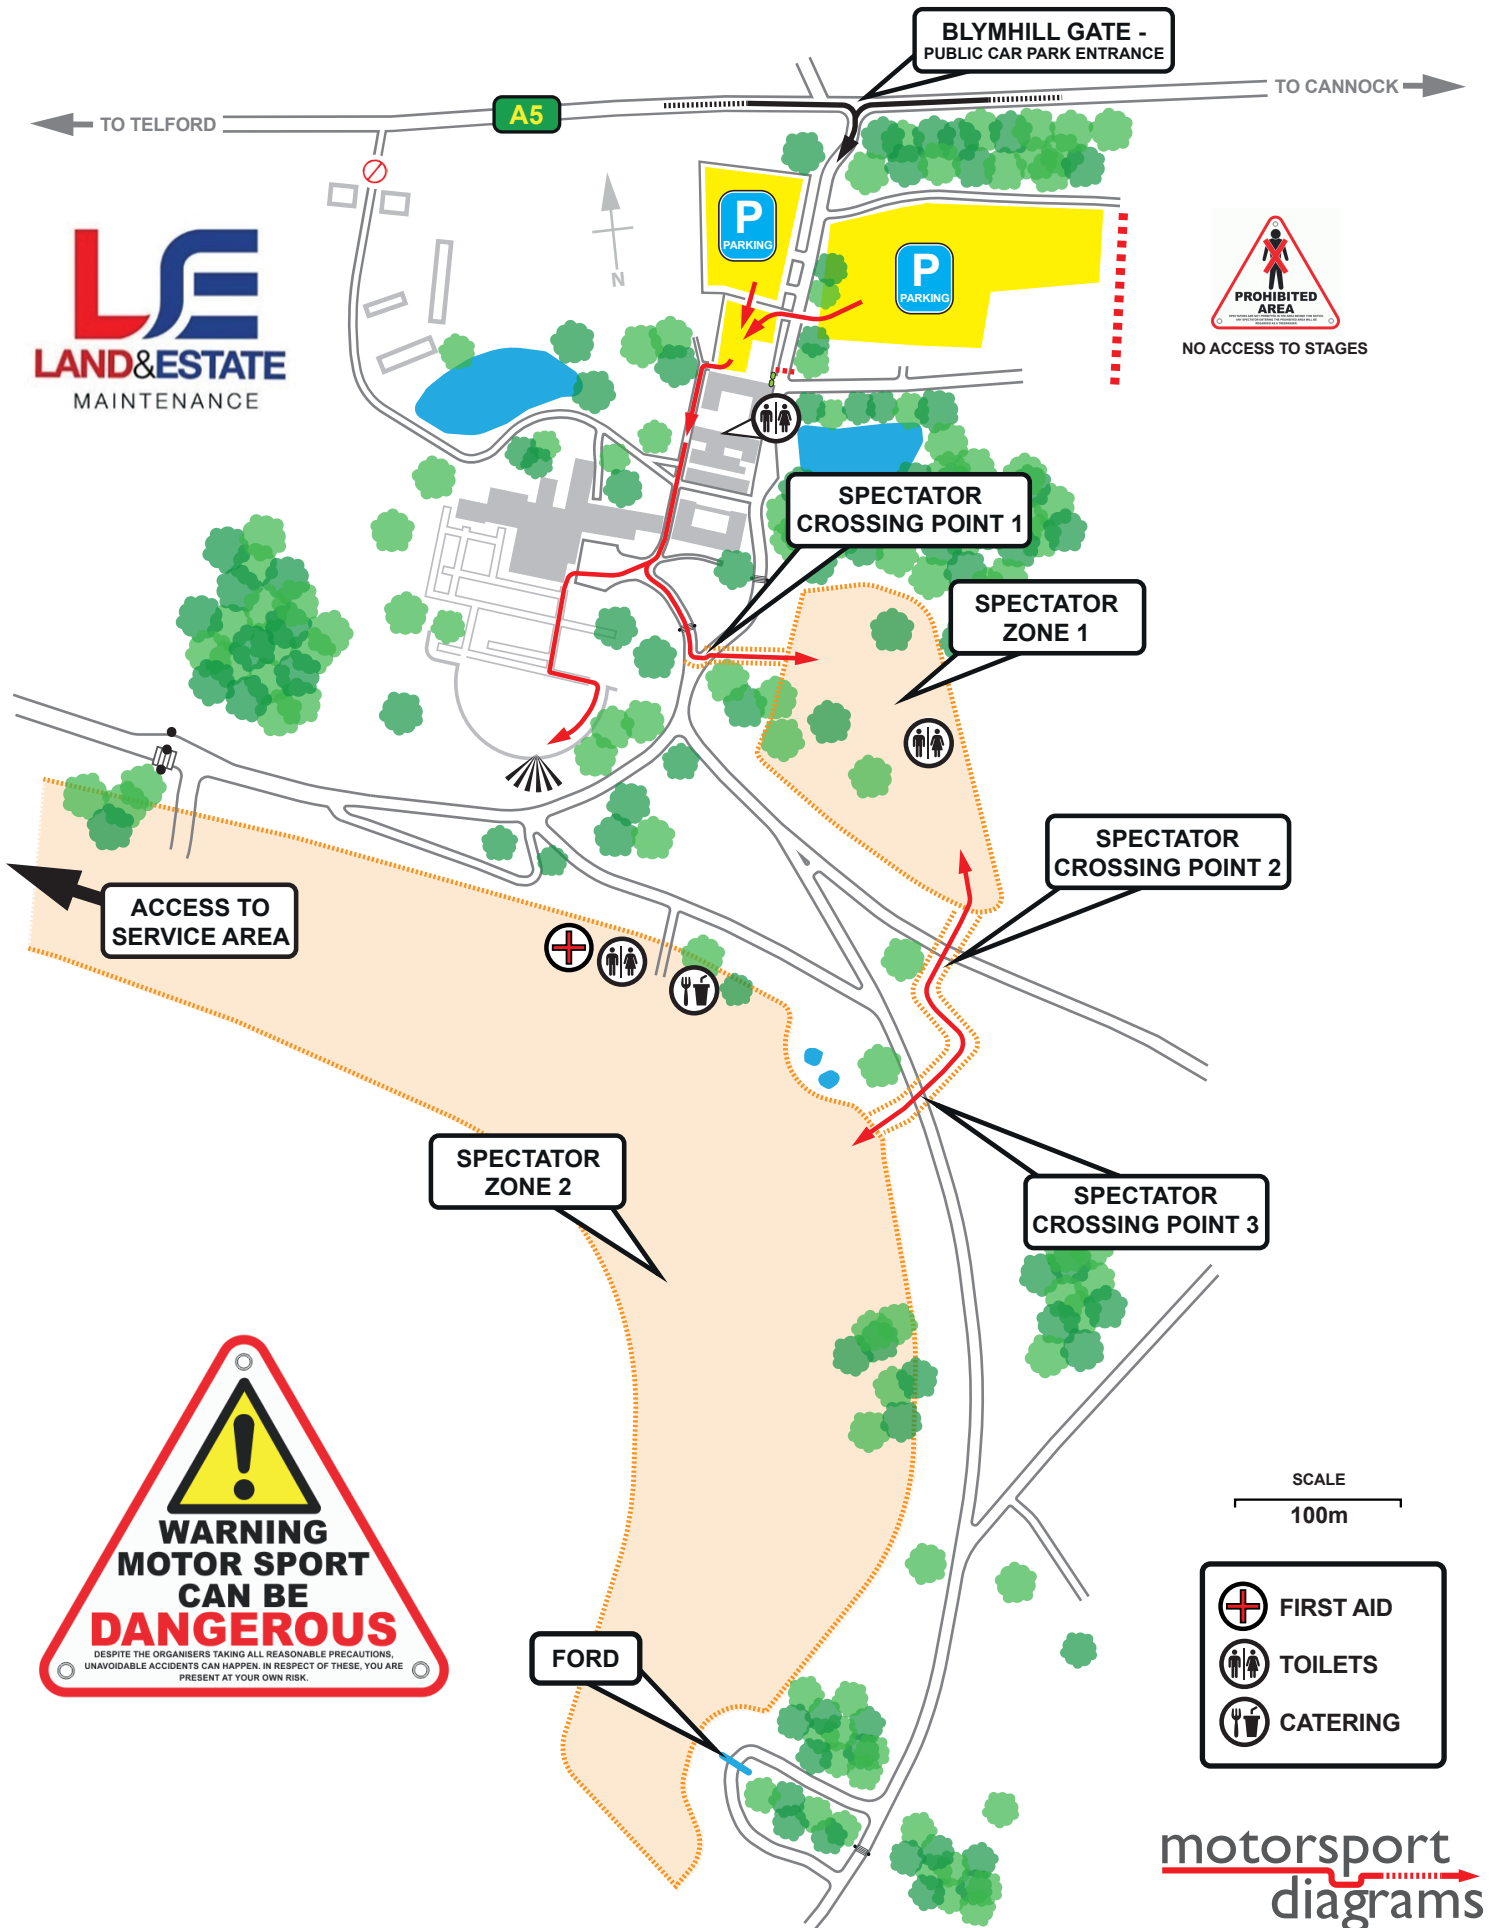 BLYMHILL GATE -
PUBLIC CAR PARK ENTRANCE
TO CANNOCK
A5
TO TELFORD
P
PARKING
P
PARKING
N
LSE
LAND&ESTATE
MAINTENANCE
PROHIBITED
AREA
NO ACCESS TO STAGES
SPECTATOR
CROSSING POINT 1
SPECTATOR
ZONE 1
SPECTATOR
CROSSING POINT 2
ACCESS TO
SERVICE AREA
SPECTATOR
ZONE 2
SPECTATOR
CROSSING POINT 3
WARNING
MOTOR SPORT
CAN BE
DANGEROUS
DESPITE THE ORGANISERS TAKING ALL REASONABLE PRECAUTIONS,
UNAVOIDABLE ACCIDENTS CAN HAPPEN. IN RESPECT OF THESE, YOU ARE
PRESENT AT YOUR OWN RISK.
FORD
SCALE
100m
FIRST AID
TOILETS
CATERING
motorsport
diagrams